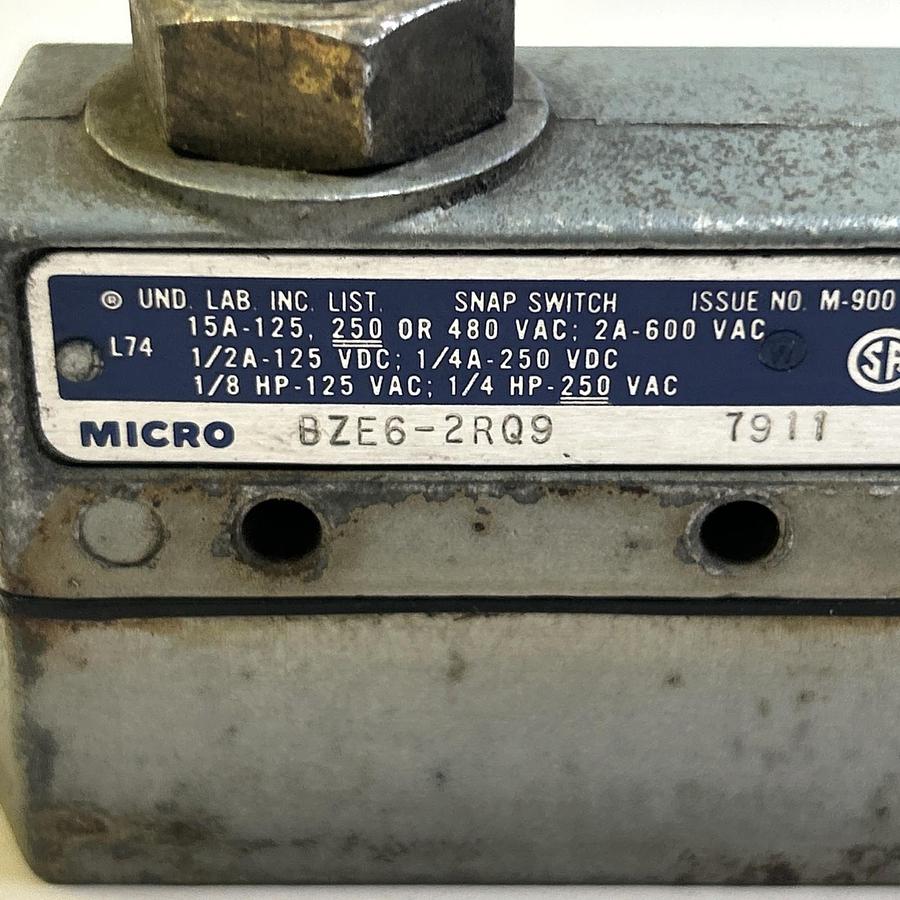 ® UND. LAB. INC. LIST. SNAP SWITCH ISSUE NO. M-900
15A-125, 250 OR 480 VAC; 2A-600 VAC
L74
1/2A-125 VDC; 1/4A-250 VDC
1/8 HP-125 VAC; 1/4 HP-250 VAC
MICRO BZE6-2RQ9 7911